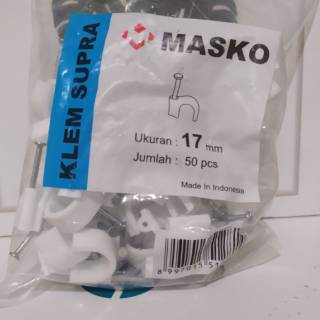 KLEM SUPRA
MASKO
Ukuran : 17 mm
Jumlah : 50 pcs
Made In Indonesia